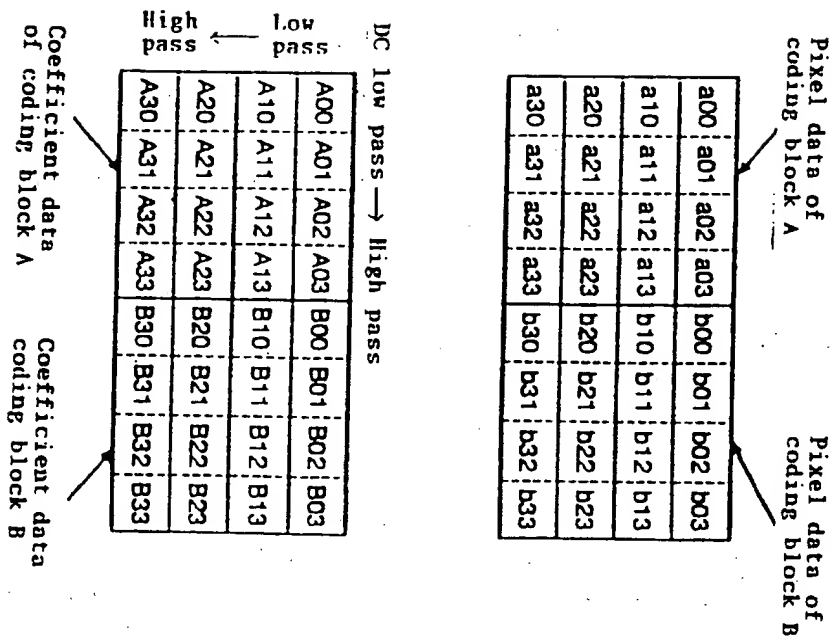 Pixel data of
coding block A
Pixel data of
coding block B
a00 a01 a02 a03 b00 b01 b02 b03
a10 a11 a12 a13 b10 b11 b12 b13
a20 a21 a22 a23 b20 b21 b22 b23
a30 a31 a32 a33 b30 b31 b32 b33
DC low pass → High pass
High ← Low
pass pass
A00 A01 A02 A03 B00 B01 B02 B03
A10 A11 A12 A13 B10 B11 B12 B13
A20 A21 A22 A23 B20 B21 B22 B23
A30 A31 A32 A33 B30 B31 B32 B33
Coefficient data
of coding block A
Coefficient data
coding block B